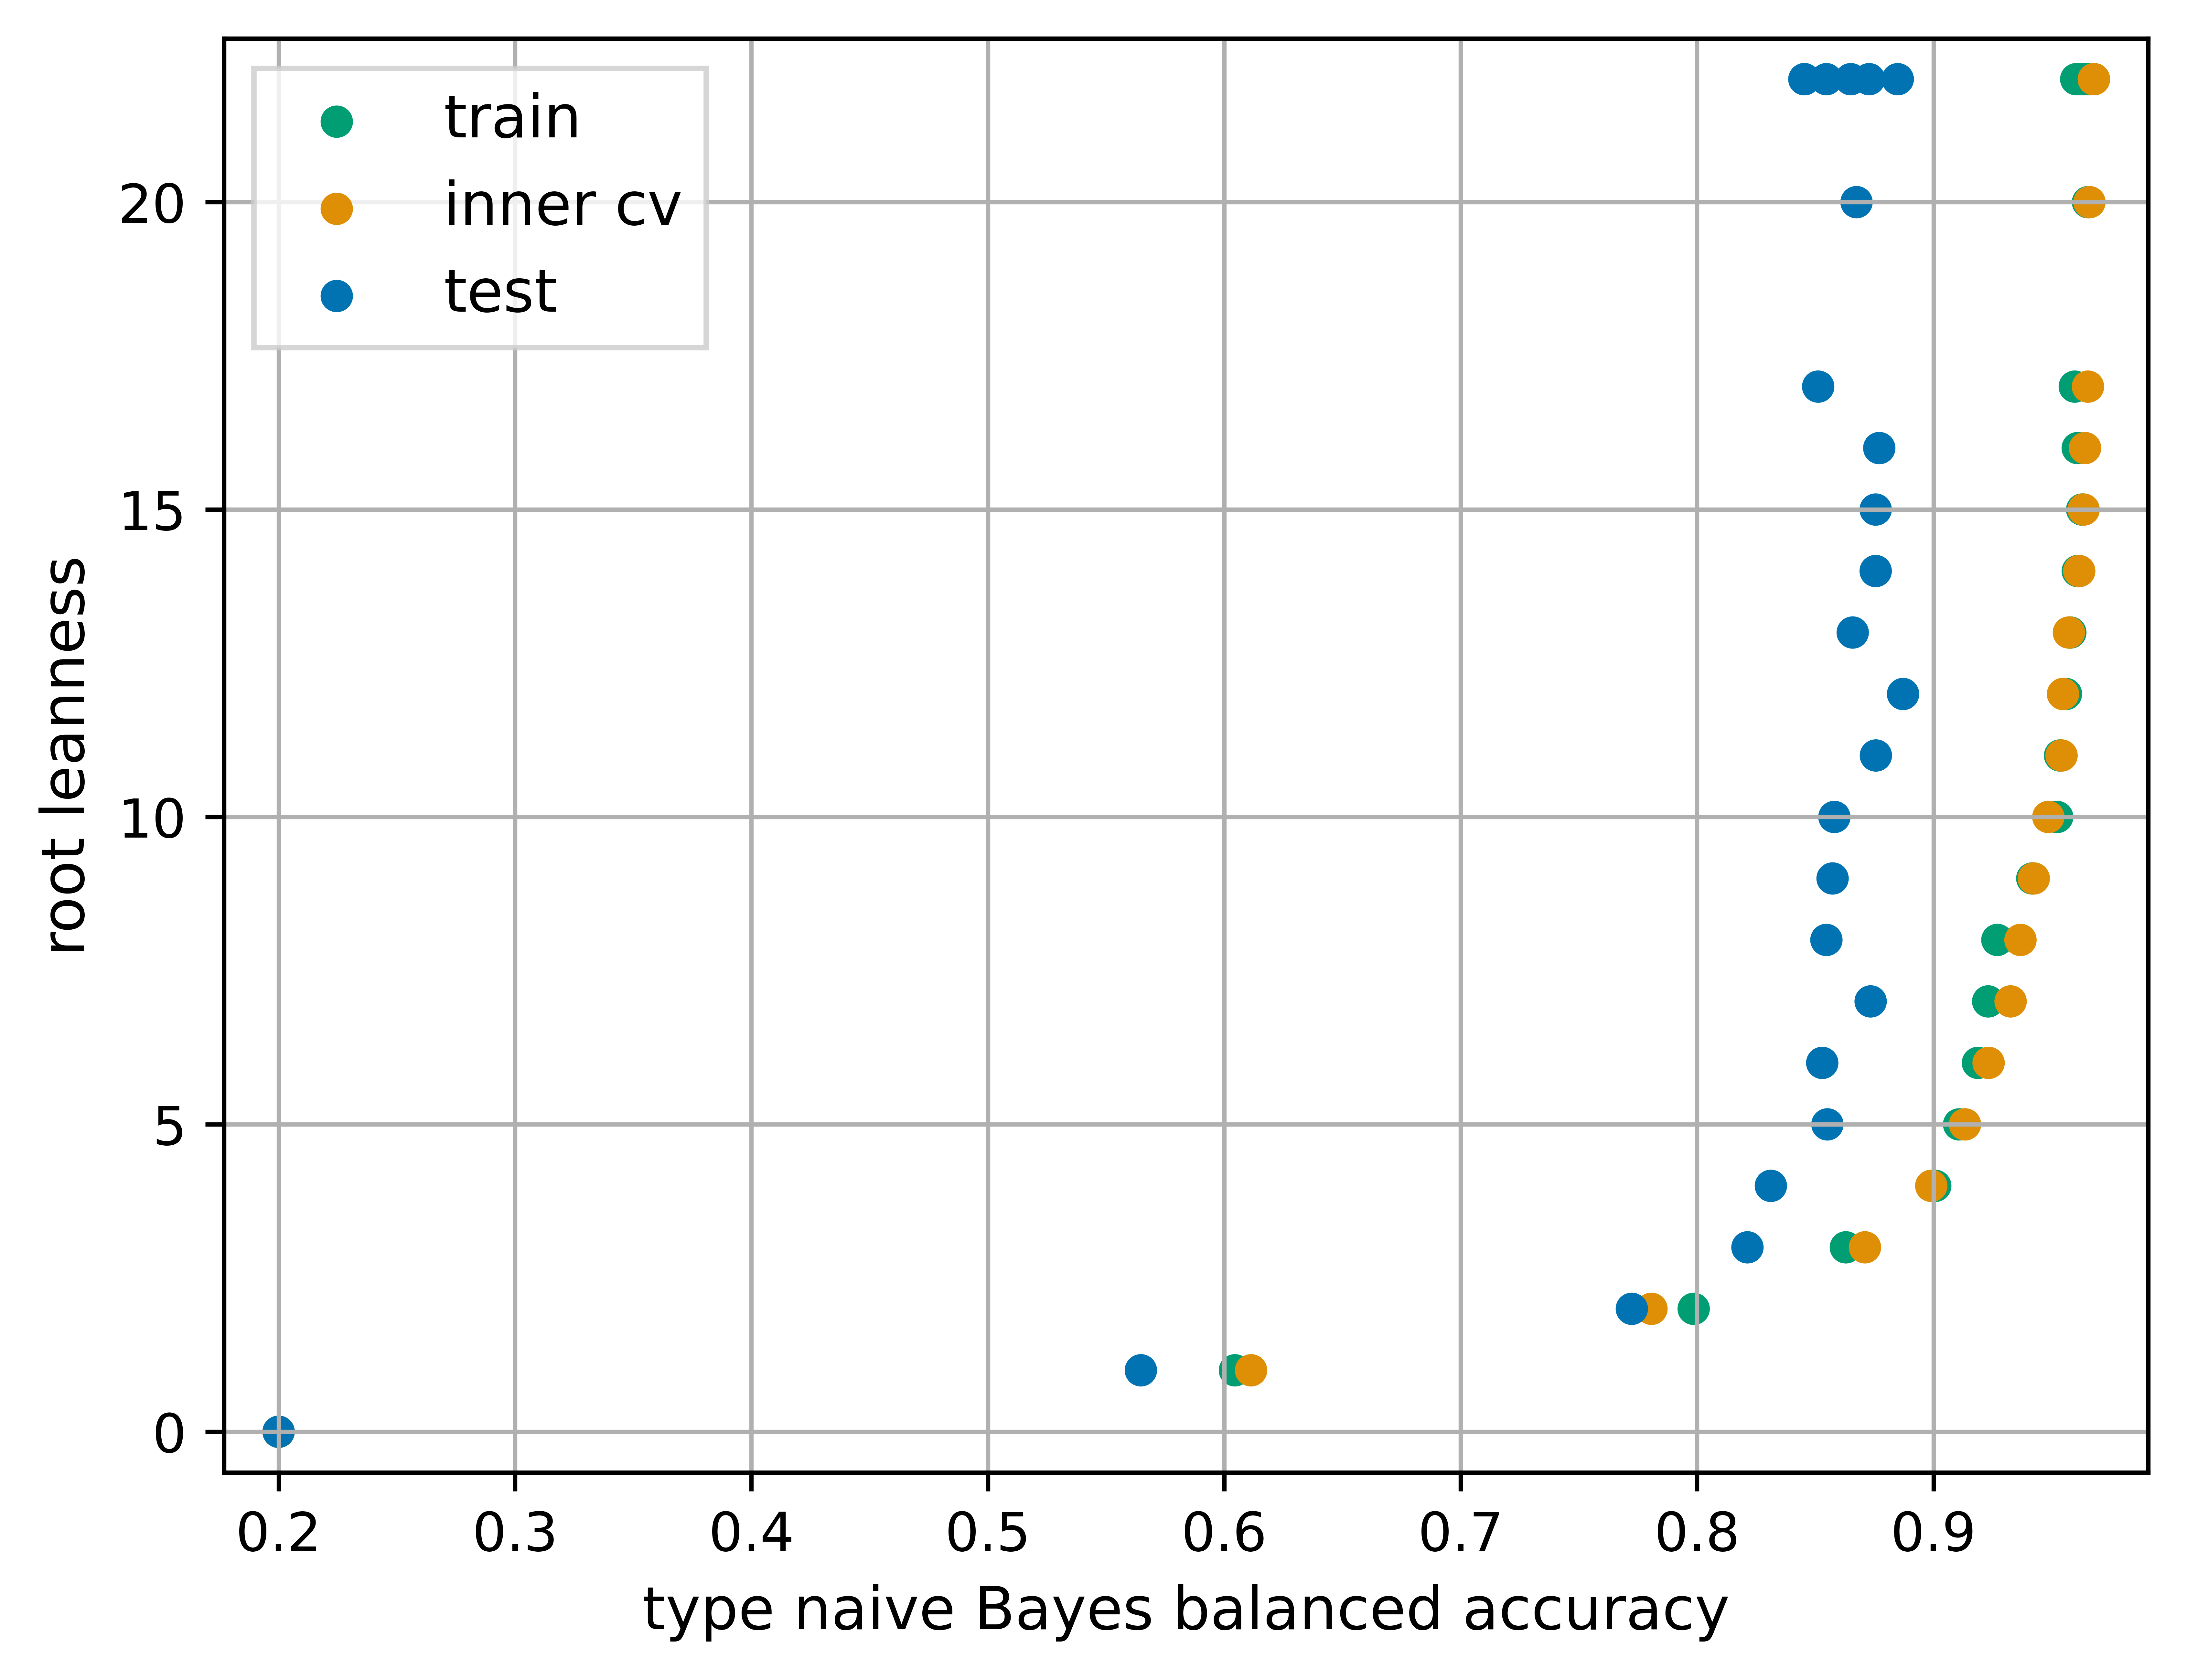 train
inner cv
test
20
15
10
5
0
root leanness
0.2 0.3 0.4 0.5 0.6 0.7 0.8 0.9
type naive Bayes balanced accuracy